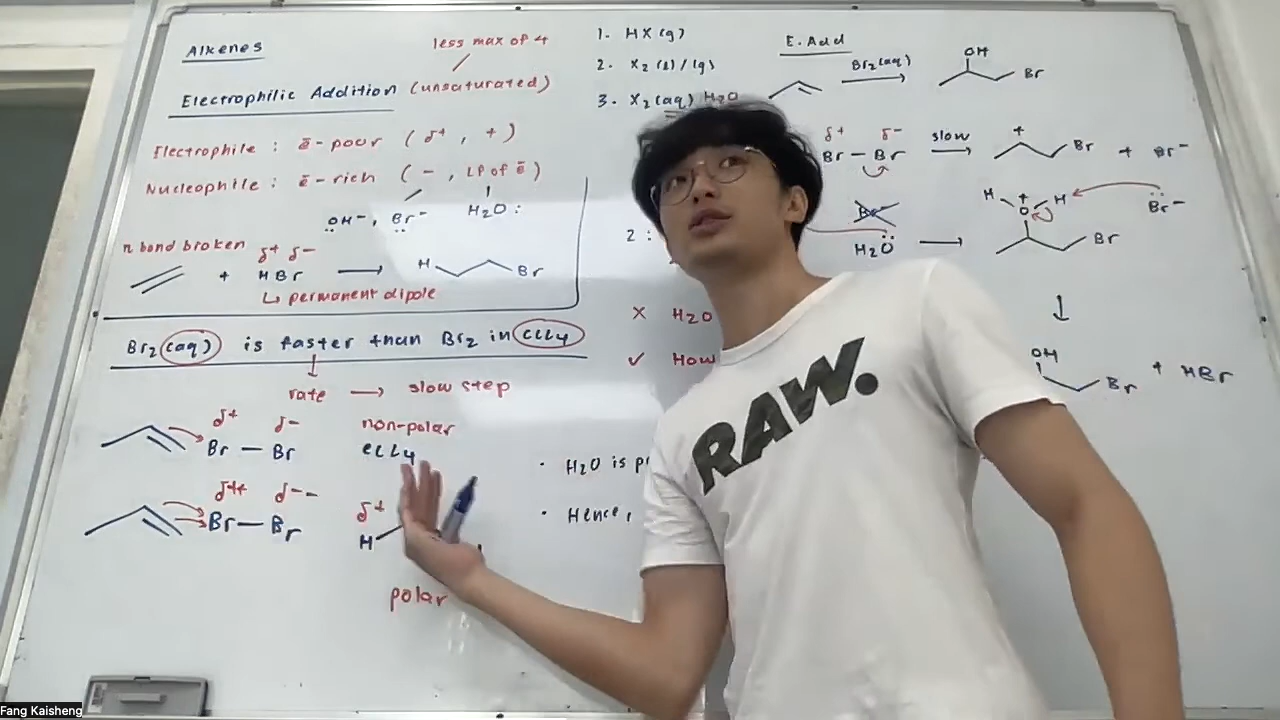 Alkenes
less max of 4
Electrophilic Addition (unsaturated)
Electrophile : ē-poor ( δ+ , + )
Nucleophile : ē-rich ( - , LP of ē )
OH⁻, Br⁻ H₂O:
π bond broken δ+ δ-
+ HBr → H Br
↳ permanent dipole
Br₂(aq) is faster than Br₂ in CCl₄
rate → slow step
δ+ δ- non-polar
Br — Br CCl₄
δ++ δ-- δ+
Br — Br H
polar
1. HX(g)
2. X₂(l)/(g)
3. X₂(aq) H₂O
E. Add
Br₂(aq) → OH Br
δ+ δ-
Br — Br slow → + Br + Br⁻
2 : Br⁻ H₂O → H O + H Br Br⁻
X H₂O
✓ How
↓
OH Br + HBr
· H₂O is
· Hence,
RAW.
Fang Kaisheng